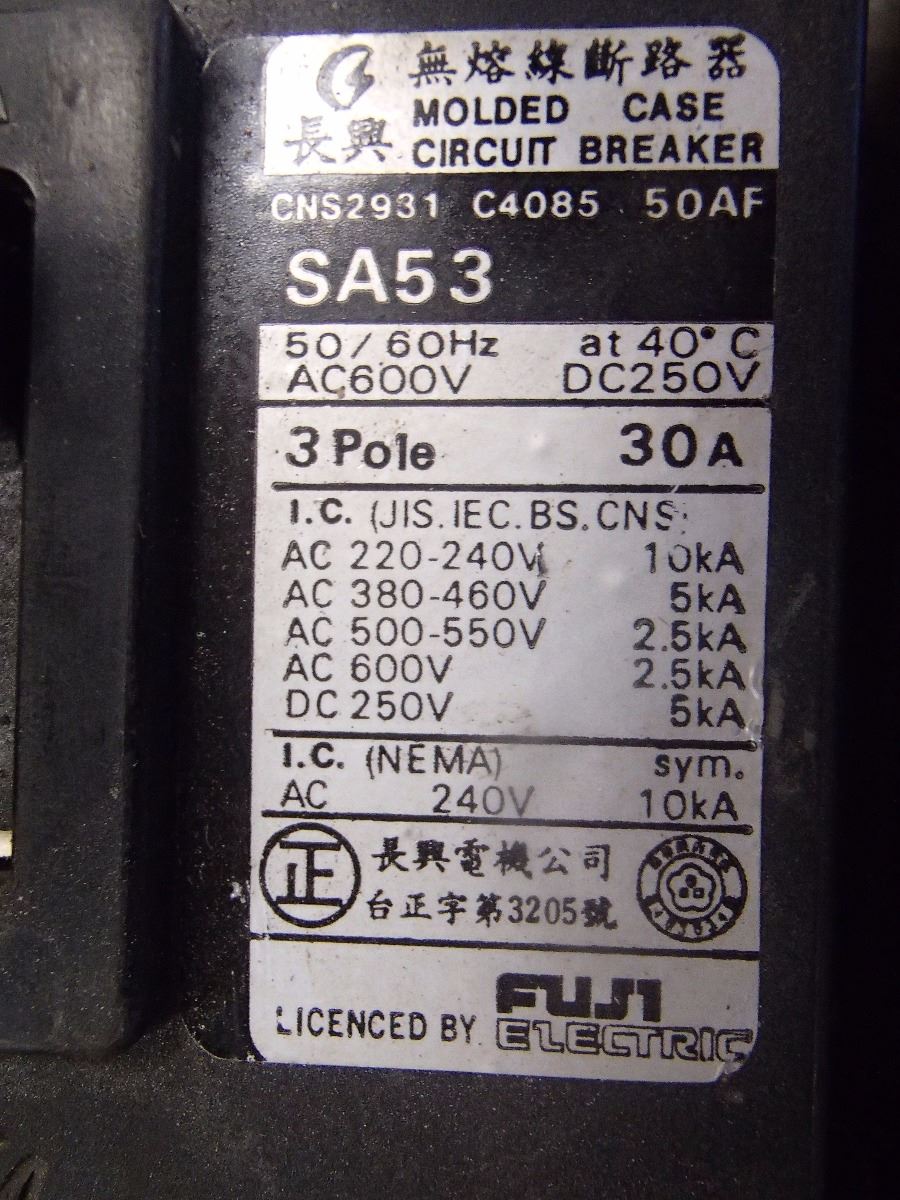 無熔線斷路器
長興
MOLDED CASE
CIRCUIT BREAKER
CNS2931 C4085 50AF
SA53
50/60Hz at 40°C
AC600V DC250V
3 Pole 30A
I.C. (JIS.IEC.BS.CNS)
AC 220-240V 10kA
AC 380-460V 5kA
AC 500-550V 2.5kA
AC 600V 2.5kA
DC 250V 5kA
I.C. (NEMA) sym.
AC 240V 10kA
正
長興電機公司
台正字第3205號
LICENCED BY FUJI
ELECTRIC